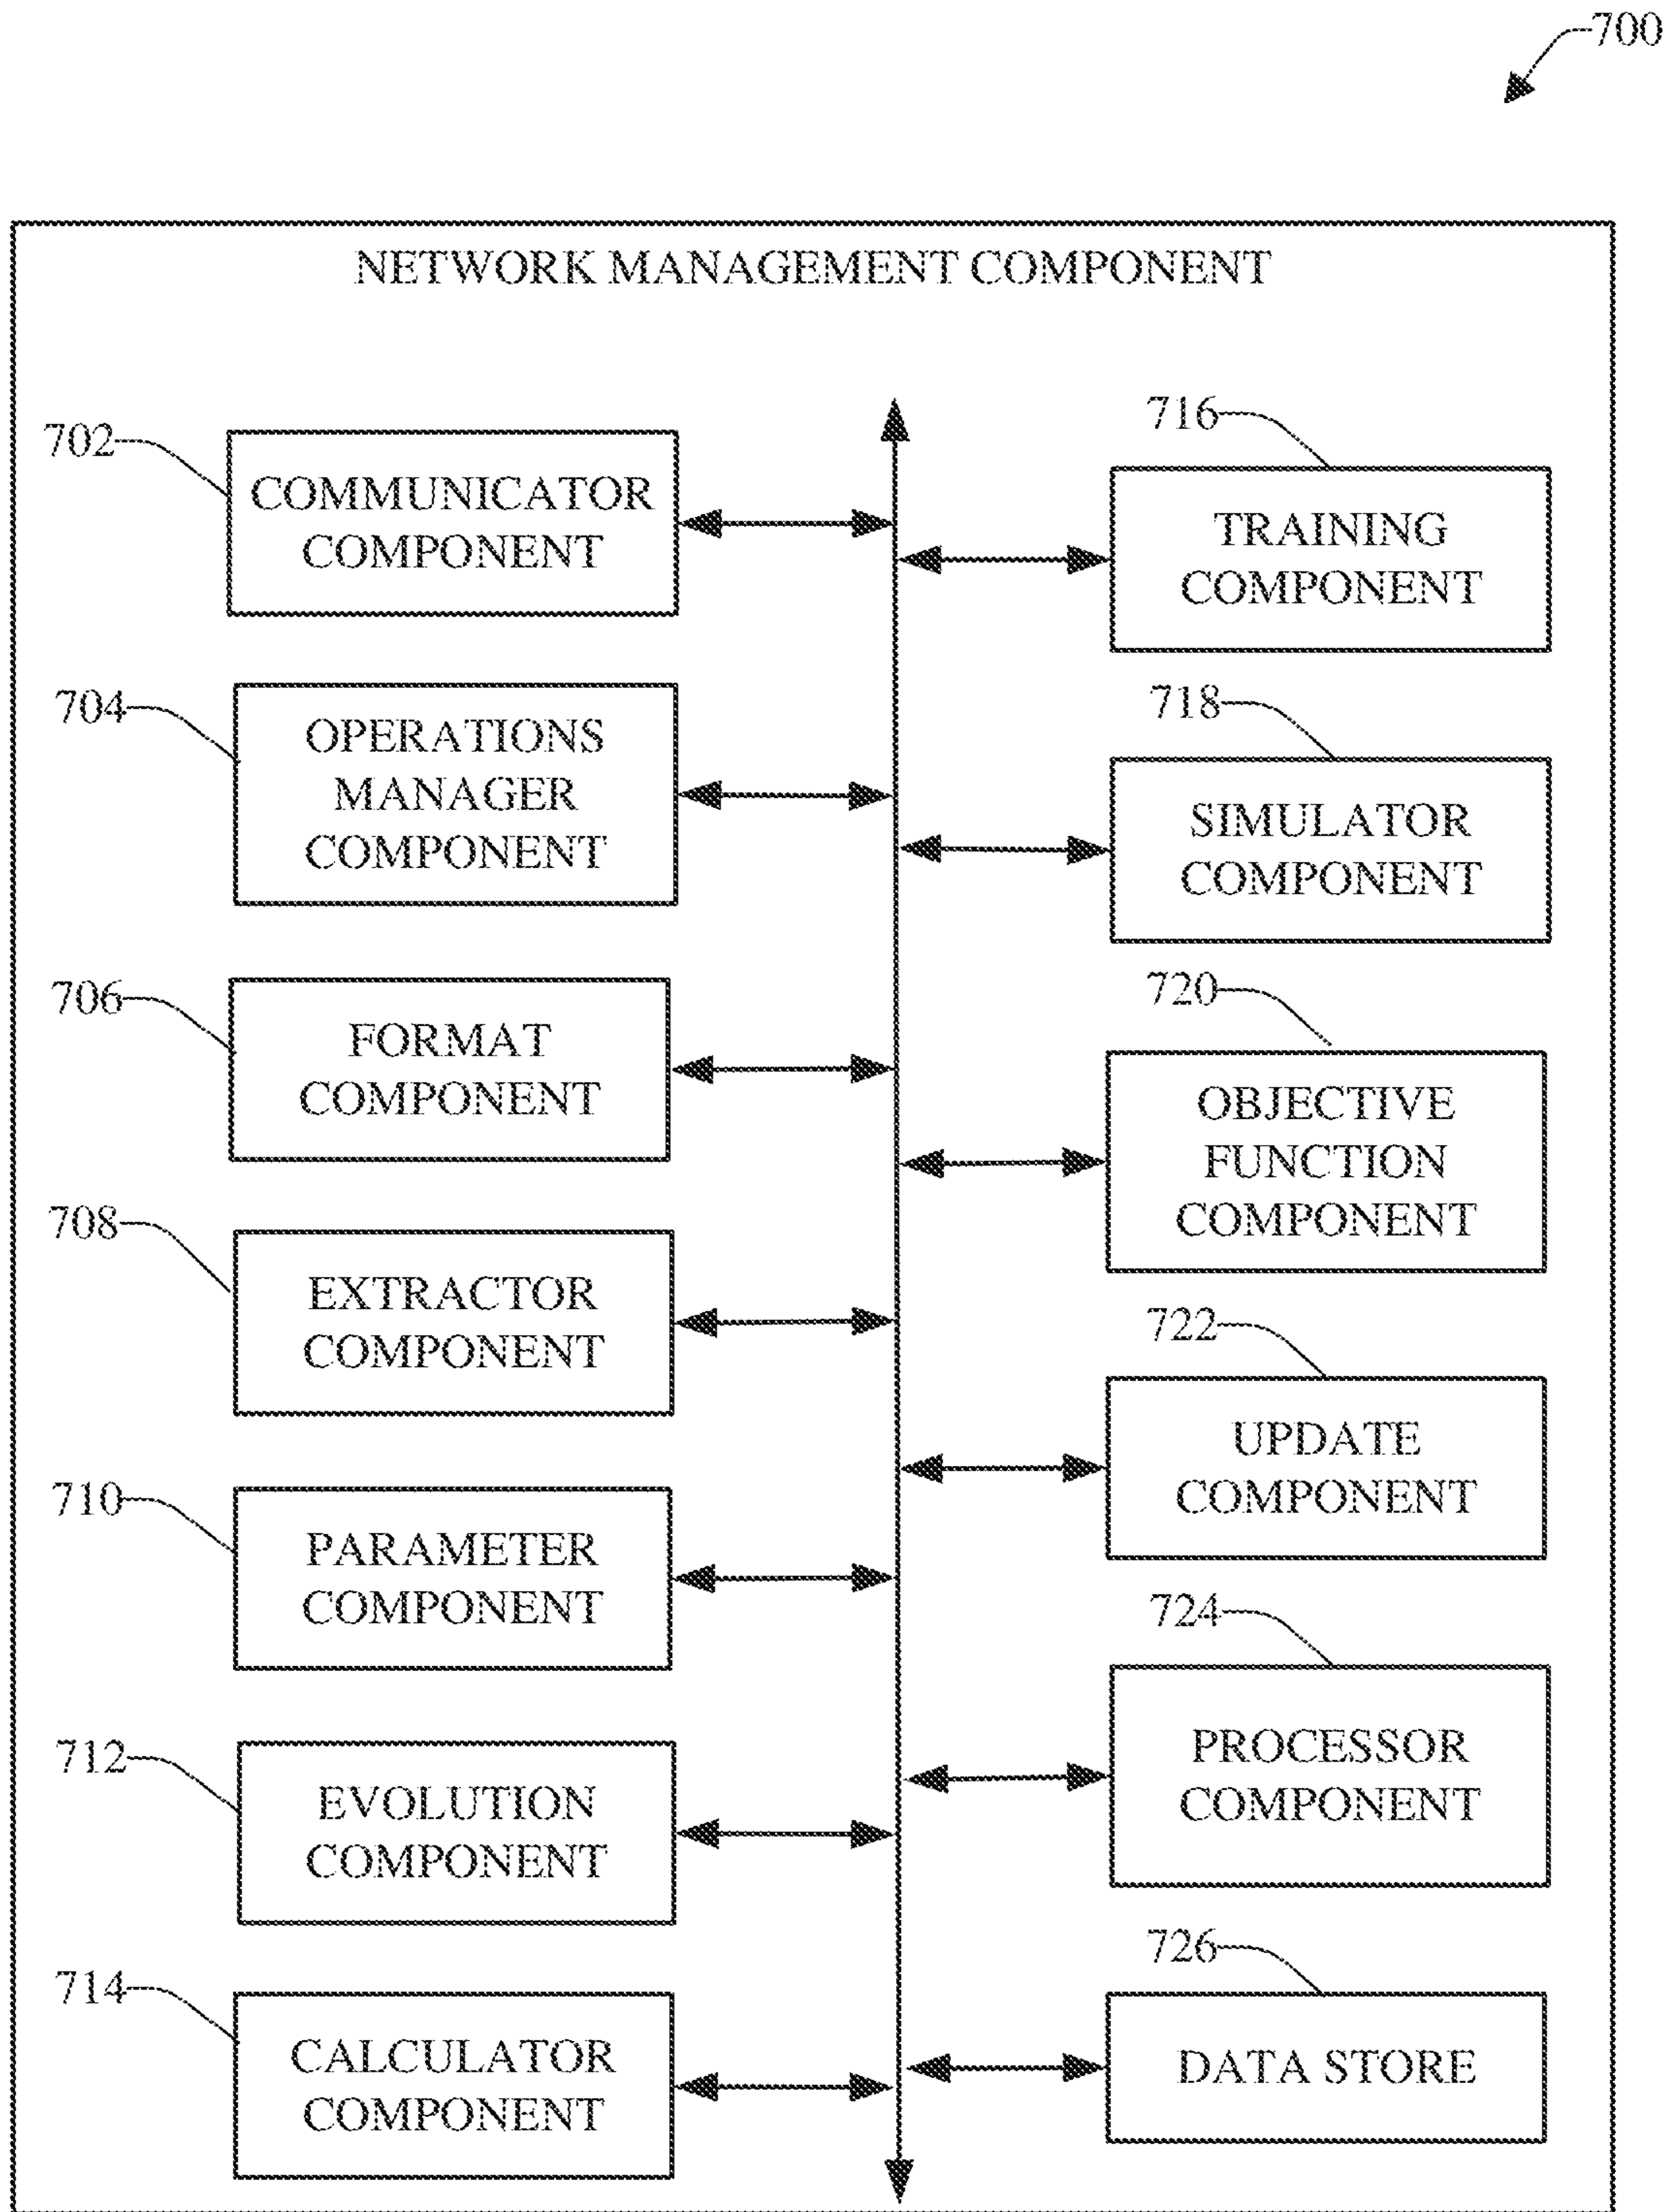 700
NETWORK MANAGEMENT COMPONENT
702
COMMUNICATOR
COMPONENT
704
OPERATIONS
MANAGER
COMPONENT
706
FORMAT
COMPONENT
708
EXTRACTOR
COMPONENT
710
PARAMETER
COMPONENT
712
EVOLUTION
COMPONENT
714
CALCULATOR
COMPONENT
716
TRAINING
COMPONENT
718
SIMULATOR
COMPONENT
720
OBJECTIVE
FUNCTION
COMPONENT
722
UPDATE
COMPONENT
724
PROCESSOR
COMPONENT
726
DATA STORE